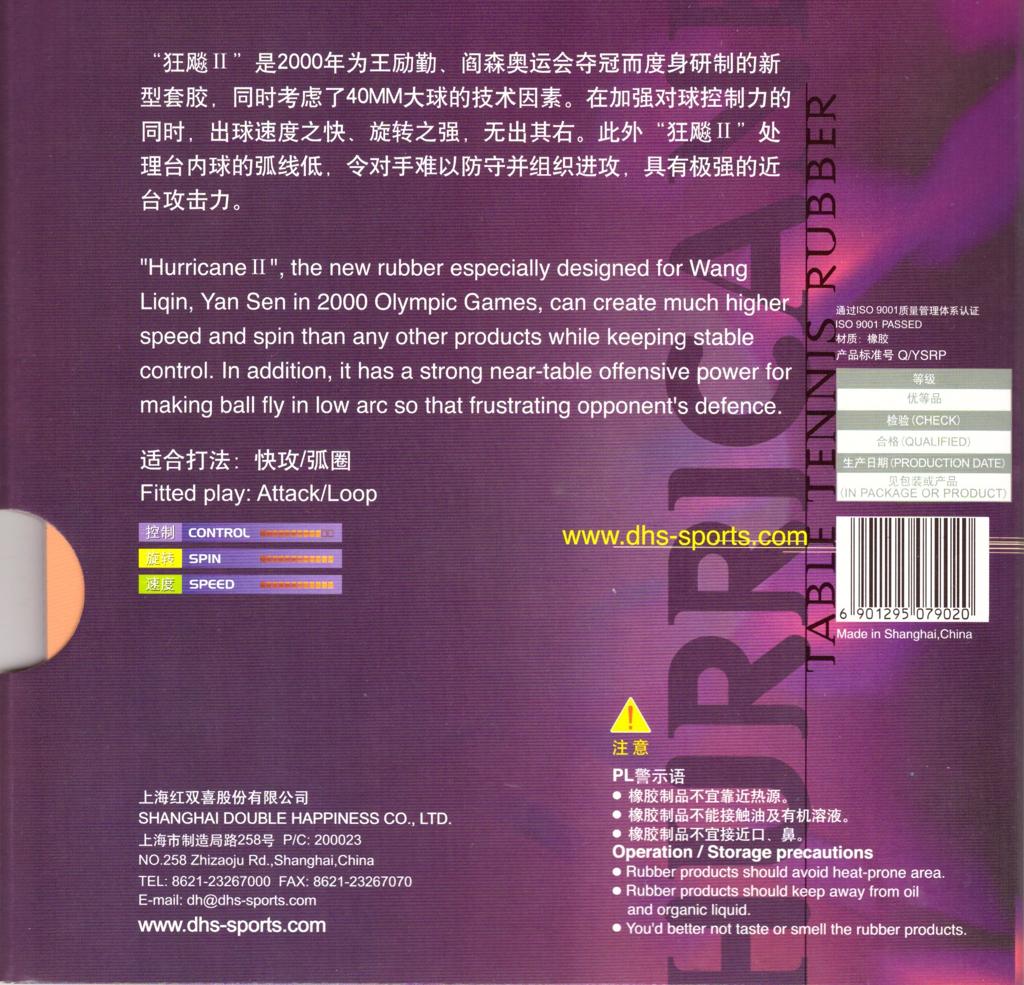 “狂飚II”是2000年为王励勤、阎森奥运会夺冠而度身研制的新
型套胶，同时考虑了40MM大球的技术因素。在加强对球控制力的
同时，出球速度之快、旋转之强，无出其右。此外“狂飚II”处
理台内球的弧线低，令对手难以防守并组织进攻，具有极强的近
台攻击力。
"Hurricane II", the new rubber especially designed for Wang
Liqin, Yan Sen in 2000 Olympic Games, can create much higher
speed and spin than any other products while keeping stable
control. In addition, it has a strong near-table offensive power for
making ball fly in low arc so that frustrating opponent's defence.
适合打法：快攻/弧圈
Fitted play: Attack/Loop
控制 CONTROL
旋转 SPIN
速度 SPEED
www.dhs-sports.com
HURRICANE
TABLE TENNIS RUBBER
通过ISO 9001质量管理体系认证
ISO 9001 PASSED
材质：橡胶
产品标准号 Q/YSRP
等级
优等品
检验(CHECK)
合格(QUALIFIED)
生产日期(PRODUCTION DATE)
见包装或产品
(IN PACKAGE OR PRODUCT)
6 901295 079020
Made in Shanghai,China
注意
PL警示语
● 橡胶制品不宜靠近热源。
● 橡胶制品不能接触油及有机溶液。
● 橡胶制品不宜接近口、鼻。
Operation / Storage precautions
● Rubber products should avoid heat-prone area.
● Rubber products should keep away from oil
and organic liquid.
● You'd better not taste or smell the rubber products.
上海红双喜股份有限公司
SHANGHAI DOUBLE HAPPINESS CO., LTD.
上海市制造局路258号 P/C: 200023
NO.258 Zhizaoju Rd.,Shanghai,China
TEL: 8621-23267000 FAX: 8621-23267070
E-mail: dh@dhs-sports.com
www.dhs-sports.com